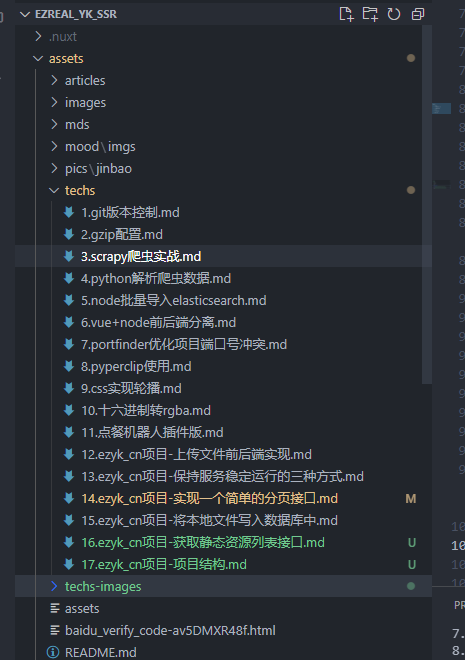 EZREAL_YK_SSR
.nuxt
assets
articles
images
mds
mood\imgs
pics\jinbao
techs
1.git版本控制.md
2.gzip配置.md
3.scrapy爬虫实战.md
4.python解析爬虫数据.md
5.node批量导入elasticsearch.md
6.vue+node前后端分离.md
7.portfinder优化项目端口号冲突.md
8.pyperclip使用.md
9.css实现轮播.md
10.十六进制转rgba.md
11.点餐机器人插件版.md
12.ezyk_cn项目-上传文件前后端实现.md
13.ezyk_cn项目-保持服务稳定运行的三种方式.md
14.ezyk_cn项目-实现一个简单的分页接口.md M
15.ezyk_cn项目-将本地文件写入数据库中.md
16.ezyk_cn项目-获取静态资源列表接口.md U
17.ezyk_cn项目-项目结构.md U
techs-images
assets
baidu_verify_code-av5DMXR48f.html
README.md